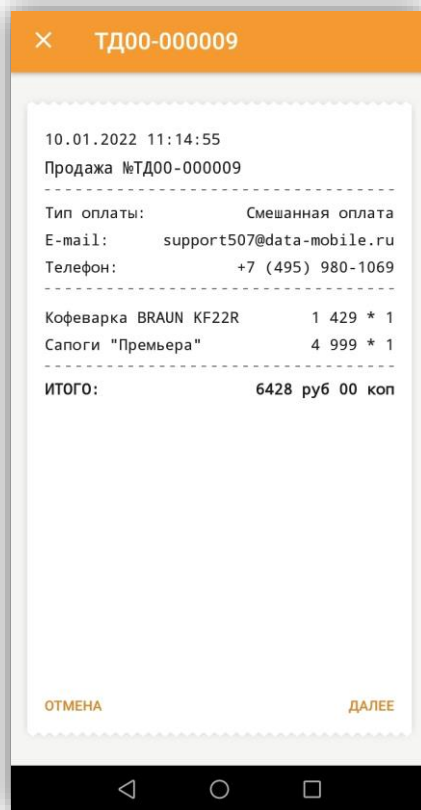 ТД00-000009
10.01.2022 11:14:55
Продажа №ТД00-000009
Тип оплаты: Смешанная оплата
E-mail: support507@data-mobile.ru
Телефон: +7 (495) 980-1069
Кофеварка BRAUN KF22R 1 429 * 1
Сапоги "Премьера" 4 999 * 1
ИТОГО: 6428 руб 00 коп
ОТМЕНА ДАЛЕЕ